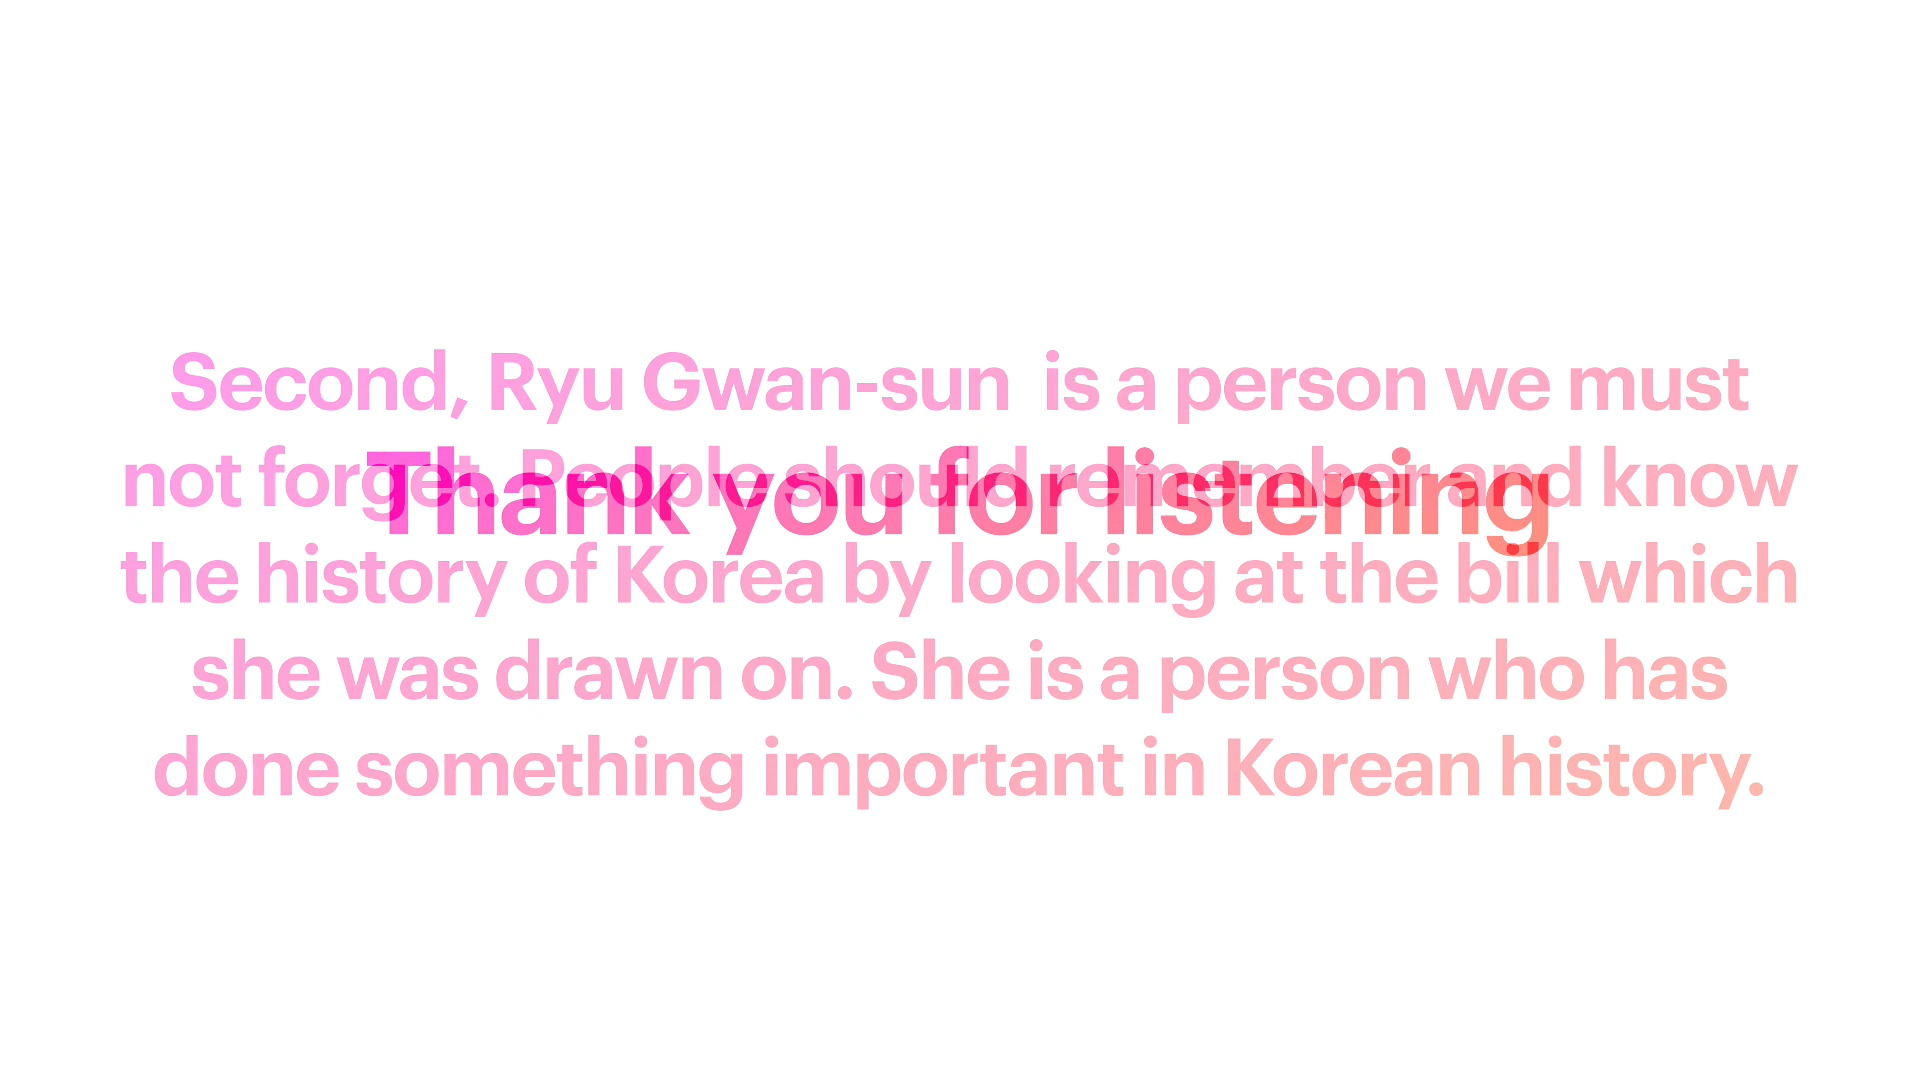 Second, Ryu Gwan-sun  is a person we must
not forget. People should remember and know
Thank you for listening
the history of Korea by looking at the bill which
she was drawn on. She is a person who has
done something important in Korean history.